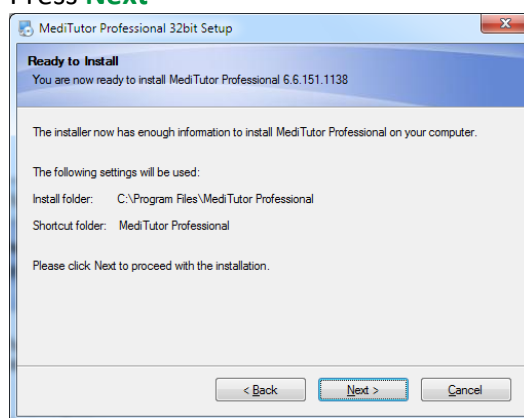 Press Next
MediTutor Professional 32bit Setup
Ready to Install
You are now ready to install MediTutor Professional 6.6.151.1138
The installer now has enough information to install MediTutor Professional on your computer.
The following settings will be used:
Install folder: C:\Program Files\MediTutor Professional
Shortcut folder: MediTutor Professional
Please click Next to proceed with the installation.
< Back Next > Cancel